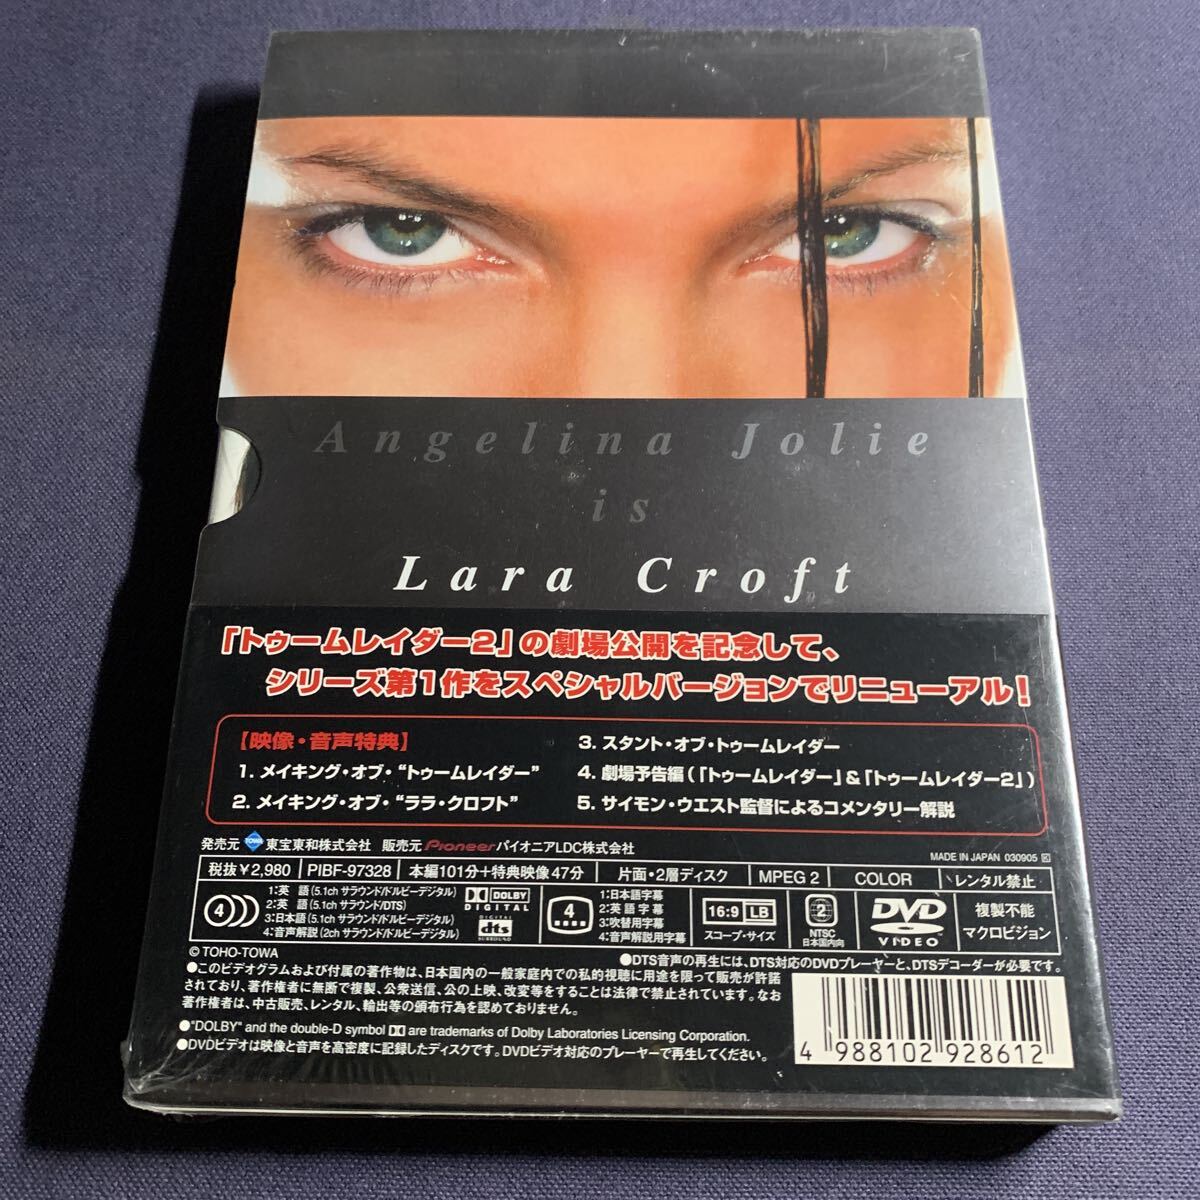 Angelina Jolie
is
Lara Croft
「トゥームレイダー2」の劇場公開を記念して、
シリーズ第1作をスペシャルバージョンでリニューアル!
【映像・音声特典】
1. メイキング・オブ・“トゥームレイダー”
2. メイキング・オブ・“ララ・クロフト”
3. スタント・オブ・トゥームレイダー
4. 劇場予告編(「トゥームレイダー」&「トゥームレイダー2」)
5. サイモン・ウエスト監督によるコメンタリー解説
発売元 TOWA 東宝東和株式会社 販売元 Pioneer パイオニアLDC株式会社
MADE IN JAPAN 030905 K
税抜¥2,980 PIBF-97328 本編101分+特典映像47分 片面・2層ディスク MPEG 2 COLOR レンタル禁止
4
1:英 語(5.1ch サラウンド/ドルビーデジタル)
2:英 語(5.1ch サラウンド/DTS)
3:日本語(5.1ch サラウンド/ドルビーデジタル)
4:音声解説(2ch サラウンド/ドルビーデジタル)
DOLBY
DIGITAL
DIGITAL
dts
SURROUND
4
1:日本語字幕
2:英語字幕
3:吹替用字幕
4:音声解説用字幕
16:9 LB
スコープ・サイズ
2
NTSC
日本国内向
DVD
VIDEO
複製不能
マクロビジョン
© TOHO-TOWA
●DTS音声の再生には、DTS対応のDVDプレーヤーと、DTSデコーダーが必要です。
●このビデオグラムおよび付属の著作物は、日本国内の一般家庭内での私的視聴に用途を限って販売が許諾
されており、著作権者に無断で複製、公衆送信、公の上映、改変等をすることは法律で禁止されています。なお
著作権者は、中古販売、レンタル、輸出等の頒布行為を認めておりません。
●"DOLBY" and the double-D symbol are trademarks of Dolby Laboratories Licensing Corporation.
●DVDビデオは映像と音声を高密度に記録したディスクです。DVDビデオ対応のプレーヤーで再生してください。
4 988102 928612